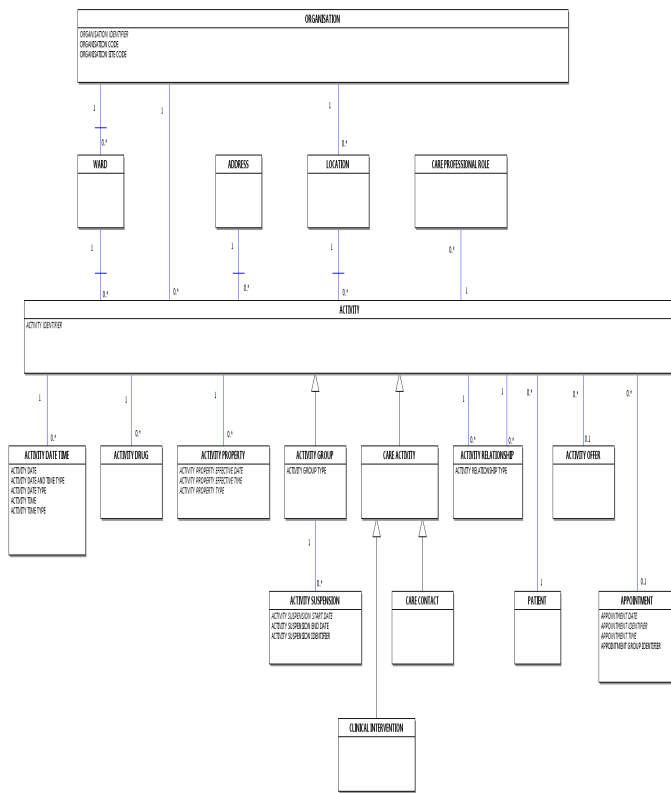 ORGANISATION
ORGANISATION IDENTIFIER
ORGANISATION CODE
ORGANISATION SITE CODE
1
1
1
0..*
0..*
WARD
ADDRESS
LOCATION
CARE PROFESSIONAL ROLE
1
1
1
0..*
0..*
0..*
0..*
0..*
1
ACTIVITY
ACTIVITY IDENTIFIER
1
1
1
1
1
0..*
0..*
0..*
0..*
0..*
0..*
0..*
0..*
0..1
ACTIVITY DATE TIME
ACTIVITY DATE
ACTIVITY DATE AND TIME TYPE
ACTIVITY DATE TYPE
ACTIVITY TIME
ACTIVITY TIME TYPE
ACTIVITY DRUG
ACTIVITY PROPERTY
ACTIVITY PROPERTY EFFECTIVE DATE
ACTIVITY PROPERTY EFFECTIVE TIME
ACTIVITY PROPERTY TYPE
ACTIVITY GROUP
ACTIVITY GROUP TYPE
CARE ACTIVITY
ACTIVITY RELATIONSHIP
ACTIVITY RELATIONSHIP TYPE
ACTIVITY OFFER
1
0..*
1
0..1
ACTIVITY SUSPENSION
ACTIVITY SUSPENSION START DATE
ACTIVITY SUSPENSION END DATE
ACTIVITY SUSPENSION IDENTIFIER
CARE CONTACT
PATIENT
APPOINTMENT
APPOINTMENT DATE
APPOINTMENT IDENTIFIER
APPOINTMENT TIME
APPOINTMENT GROUP IDENTIFIER
CLINICAL INTERVENTION